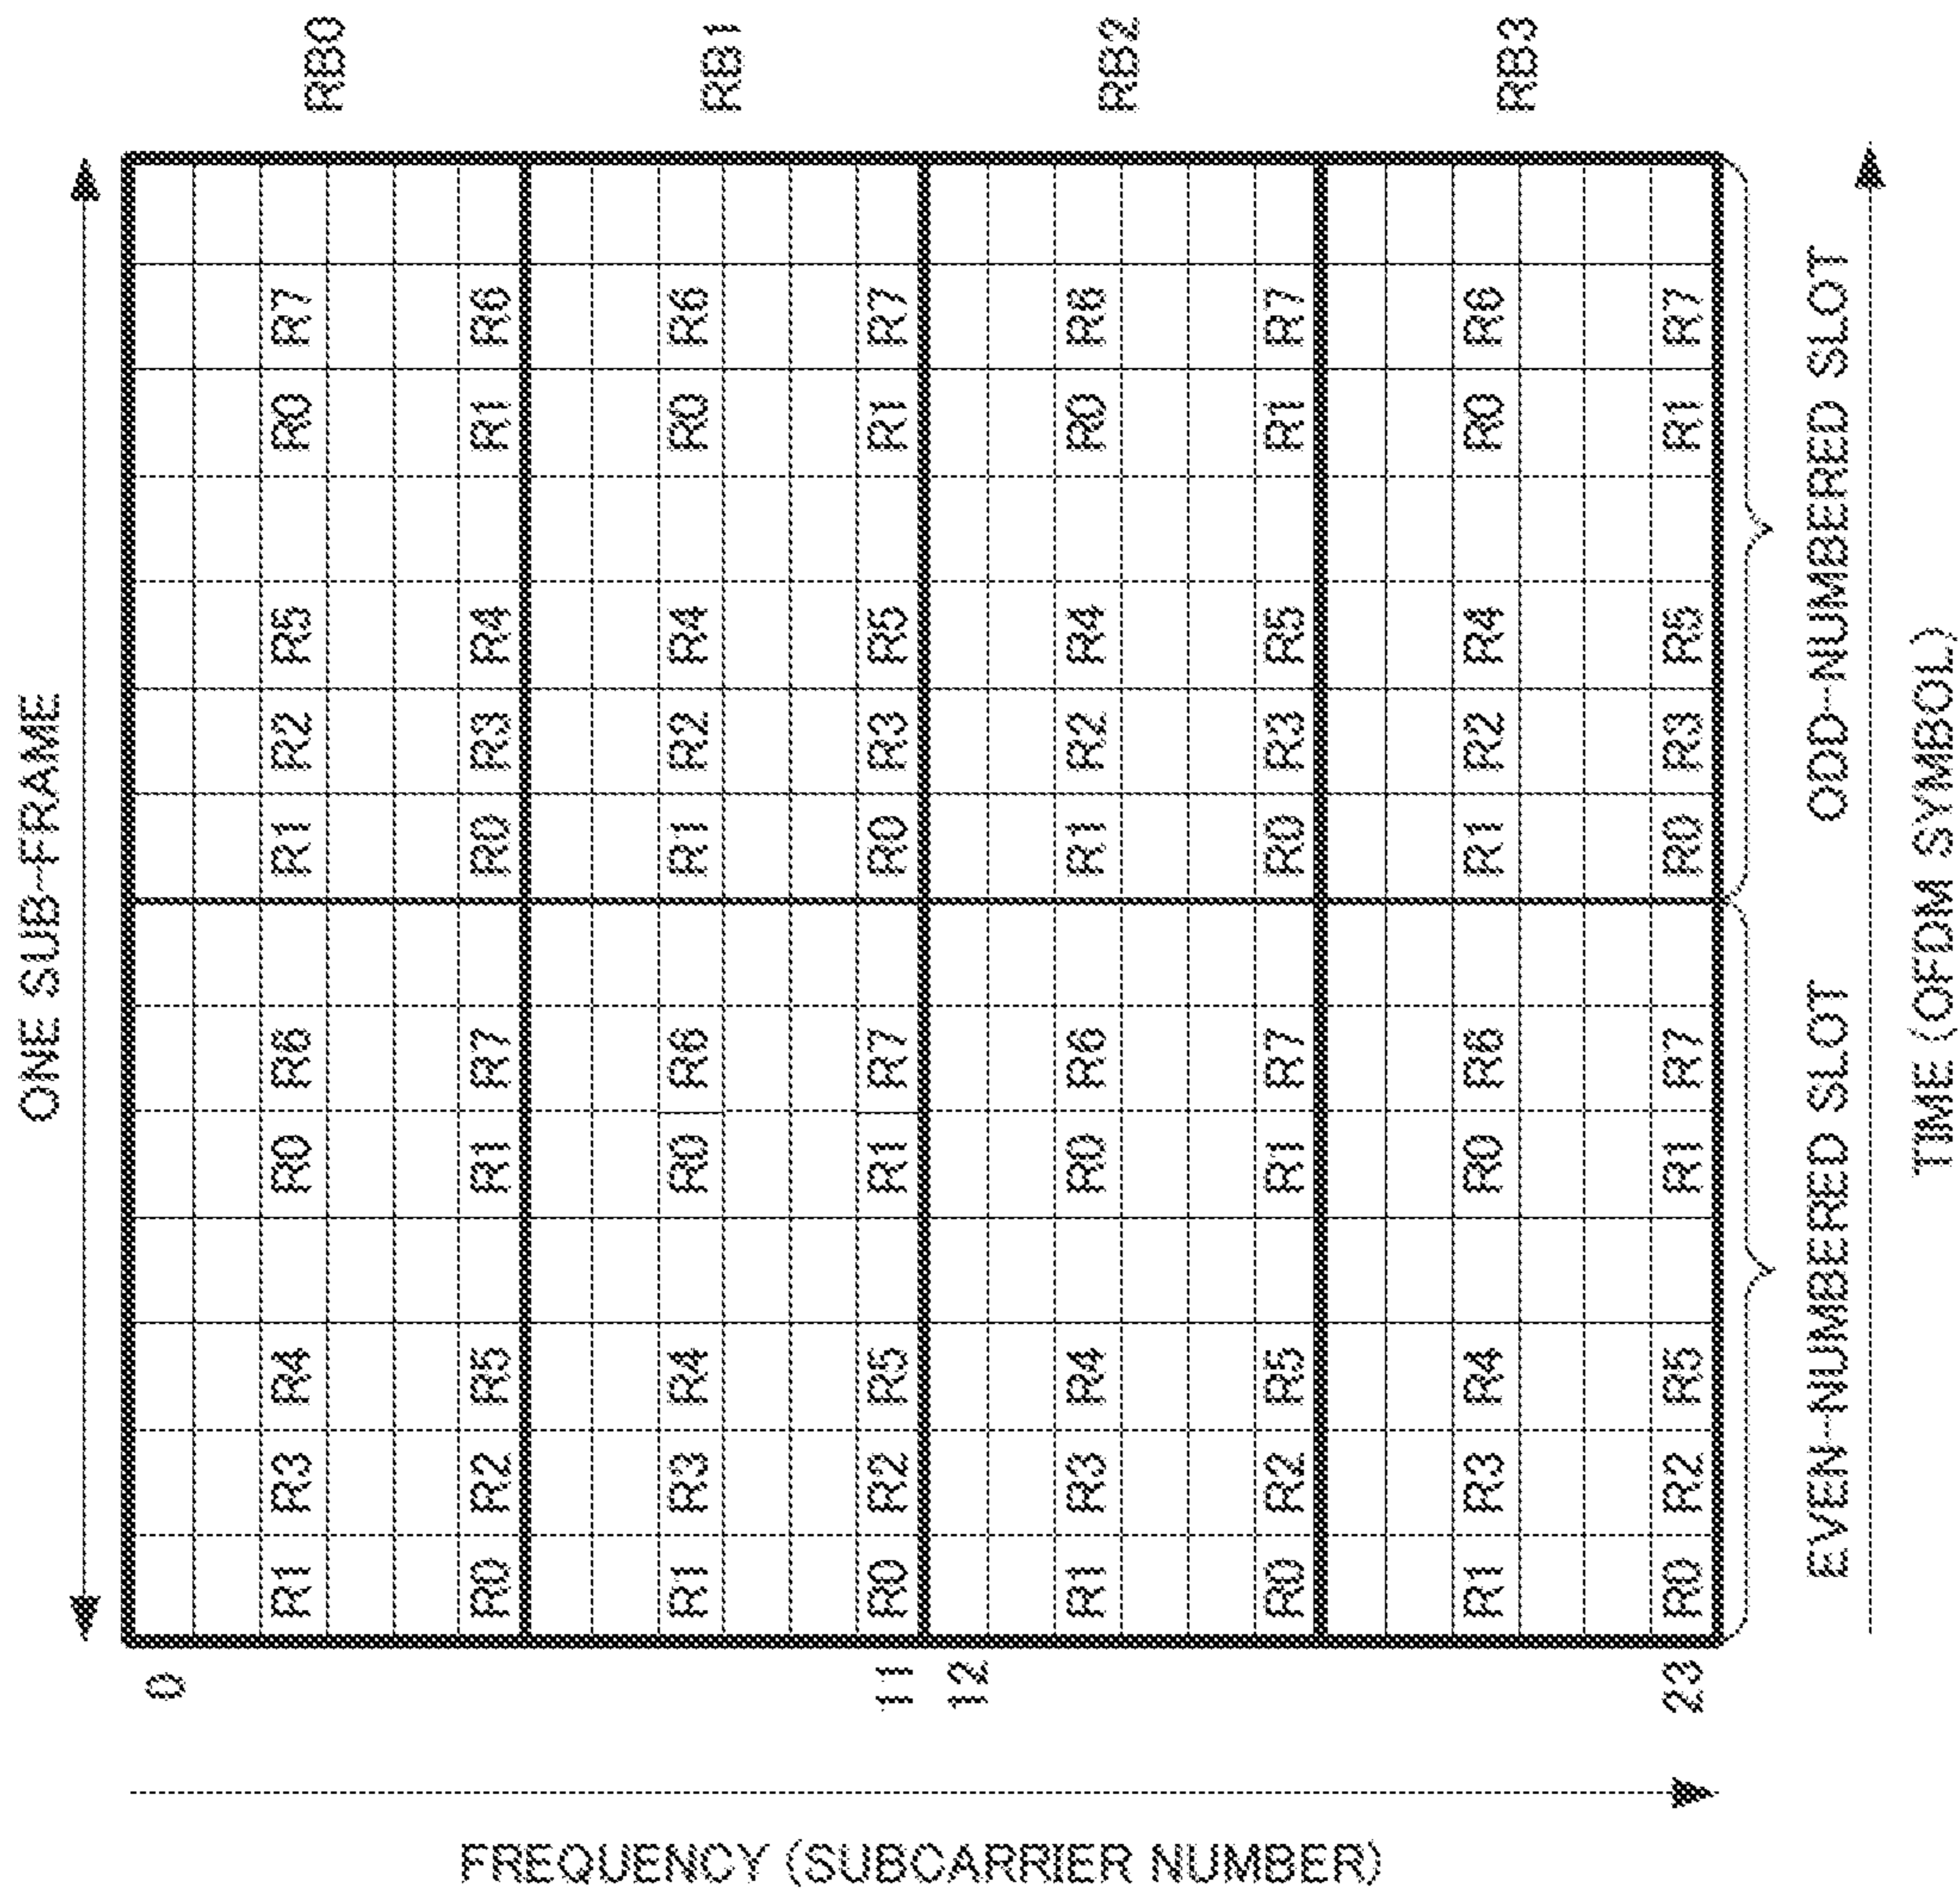 ONE SUB-FRAME
0
R1 R3 R4 R0 R6 R1 R2 R5 R0 R7
RB0
R0 R2 R5 R1 R7 R0 R3 R4 R1 R6
R1 R3 R4 R0 R6 R1 R2 R4 R0 R6
RB1
11
R0 R2 R5 R1 R7 R0 R3 R5 R1 R7
12
R1 R3 R4 R0 R6 R1 R2 R4 R0 R6
RB2
R0 R2 R5 R1 R7 R0 R3 R5 R1 R7
R1 R3 R4 R0 R6 R1 R2 R4 R0 R6
RB3
23
R0 R2 R5 R1 R7 R0 R3 R5 R1 R7
FREQUENCY (SUBCARRIER NUMBER)
EVEN-NUMBERED SLOT
ODD-NUMBERED SLOT
TIME (OFDM SYMBOL)